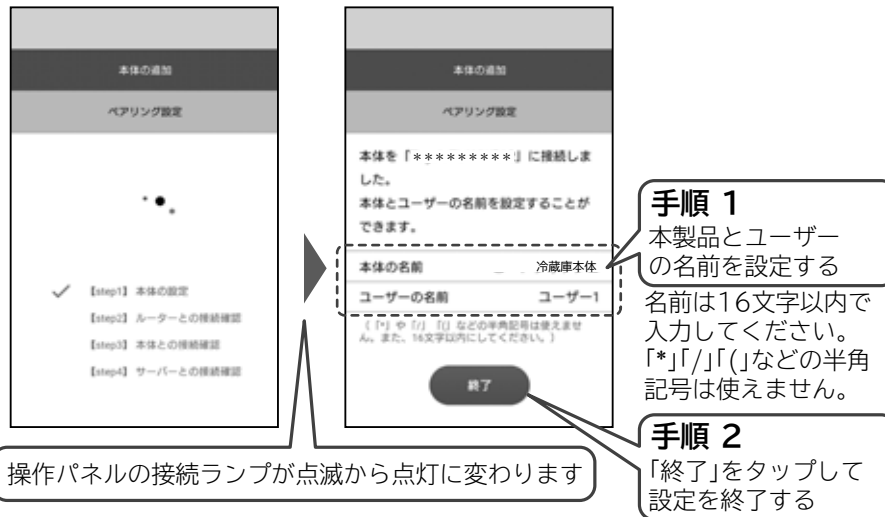 本体の追加
ペアリング設定
【step1】 本体の設定
【step2】 ルーターとの接続確認
【step3】 本体との接続確認
【step4】 サーバーとの接続確認
本体の追加
ペアリング設定
本体を「*********」に接続しま
した。
本体とユーザーの名前を設定することが
できます。
本体の名前 冷蔵庫本体
ユーザーの名前 ユーザー1
(「*」や「/」「(」などの半角記号は使えませ
ん。また、16文字以内にしてください。)
終了
操作パネルの接続ランプが点滅から点灯に変わります
手順 1
本製品とユーザー
の名前を設定する
名前は16文字以内で
入力してください。
「*」「/」「(」などの半角
記号は使えません。
手順 2
「終了」をタップして
設定を終了する